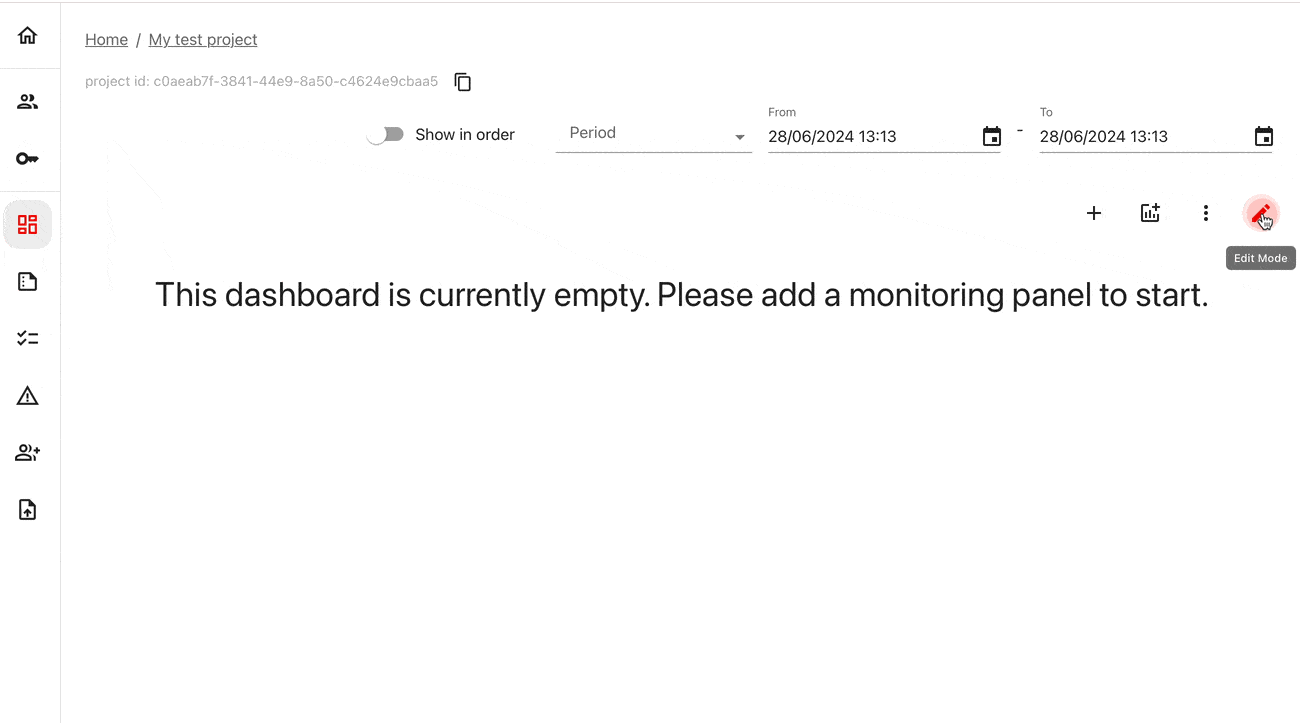 Home / My test project
project id: c0aeab7f-3841-44e9-8a50-c4624e9cbaa5
Show in order
Period
From
28/06/2024 13:13
-
To
28/06/2024 13:13
Edit Mode
This dashboard is currently empty. Please add a monitoring panel to start.